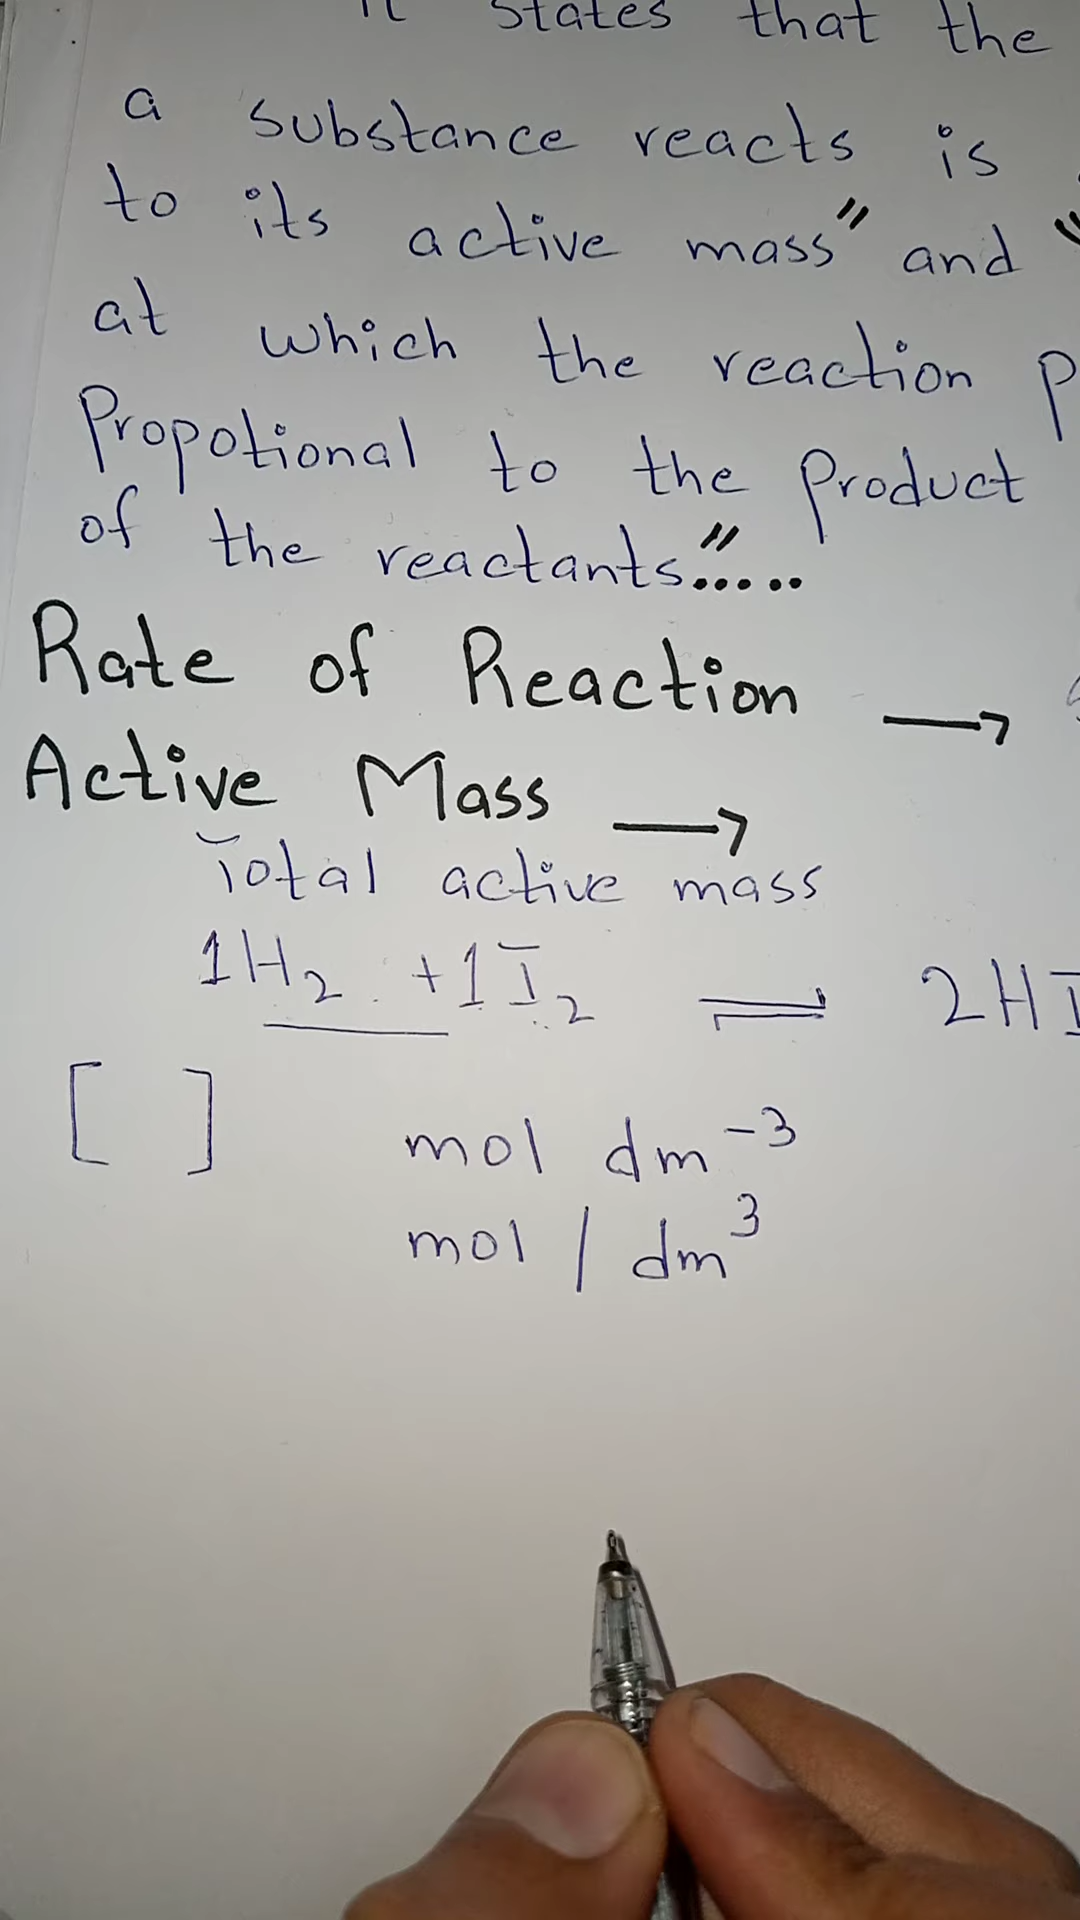 It states that the
a substance reacts is
to its active mass" and "
at which the reaction p
Propotional to the Product
of the reactants".....
Rate of Reaction →
Active Mass →
Total active mass
1H₂ + 1I₂ ⇌ 2HI
[ ] mol dm⁻³
mol / dm³